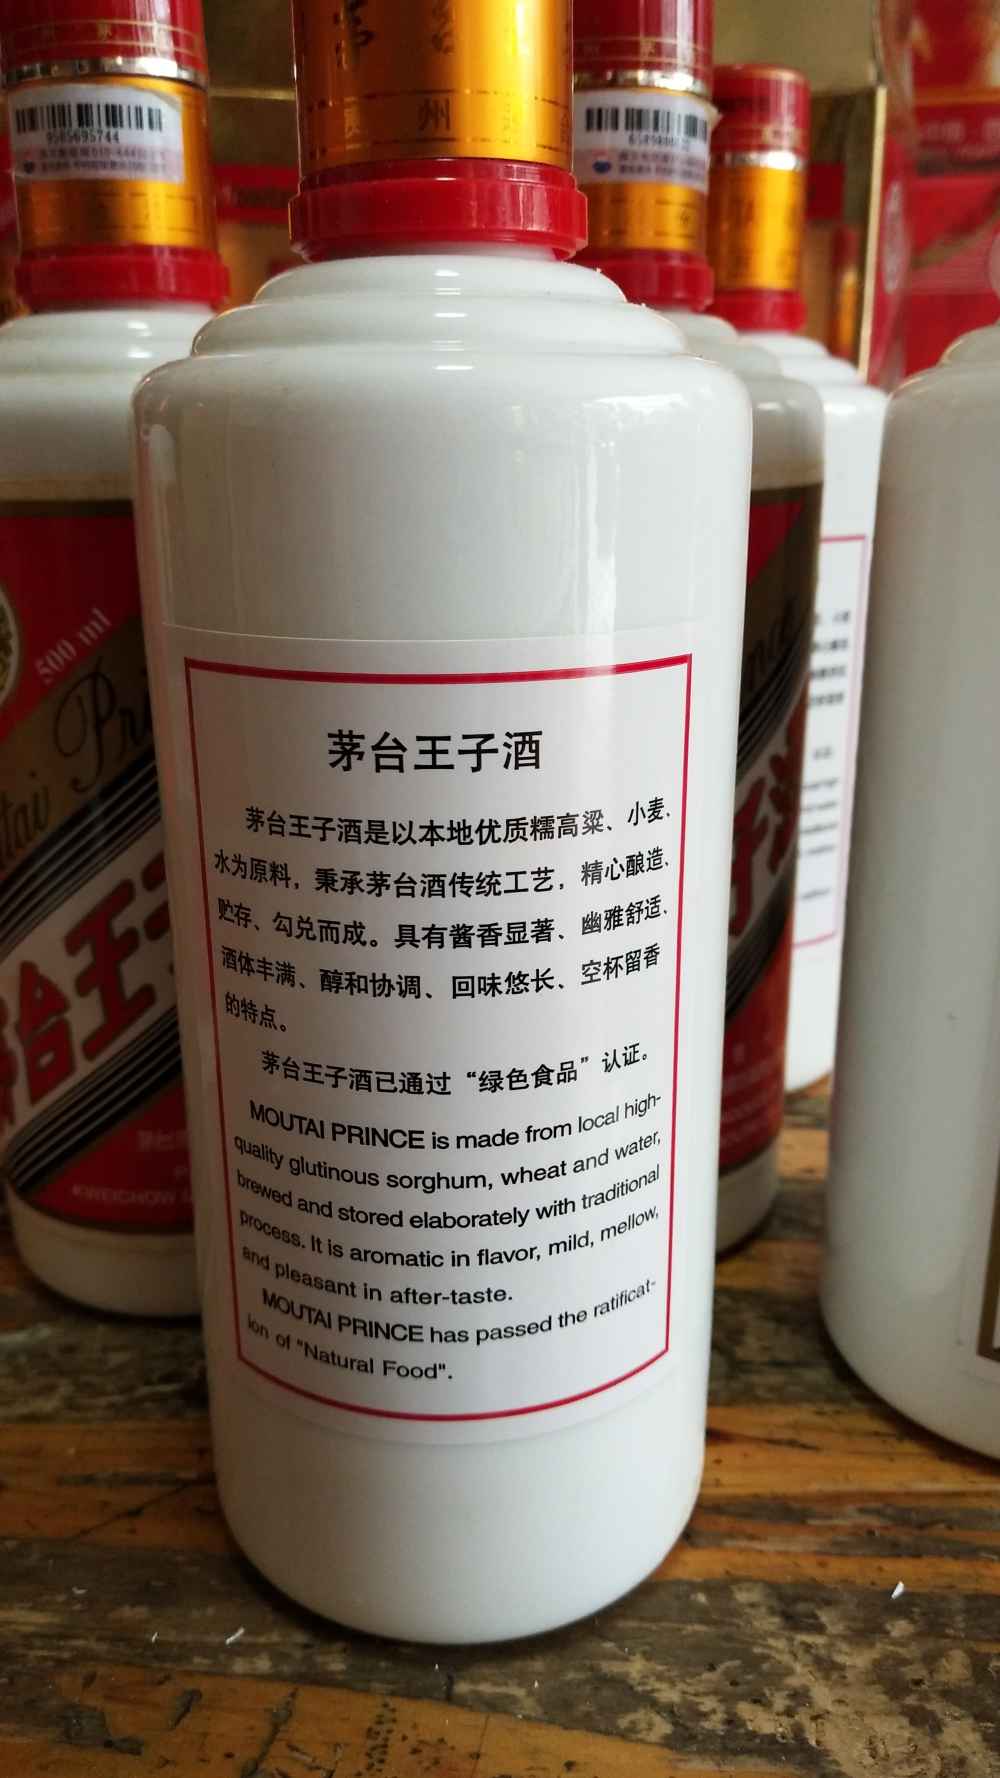 贵州
9505695744
500 ml
茅台王子酒
茅台王子酒是以本地优质糯高粱、小麦、
水为原料，秉承茅台酒传统工艺，精心酿造、
贮存、勾兑而成。具有酱香显著、幽雅舒适、
酒体丰满、醇和协调、回味悠长、空杯留香
的特点。
茅台王子酒已通过“绿色食品”认证。
MOUTAI PRINCE is made from local high-
quality glutinous sorghum, wheat and water,
brewed and stored elaborately with traditional
process. It is aromatic in flavor, mild, mellow,
and pleasant in after-taste.
MOUTAI PRINCE has passed the ratificat-
ion of "Natural Food".
台王